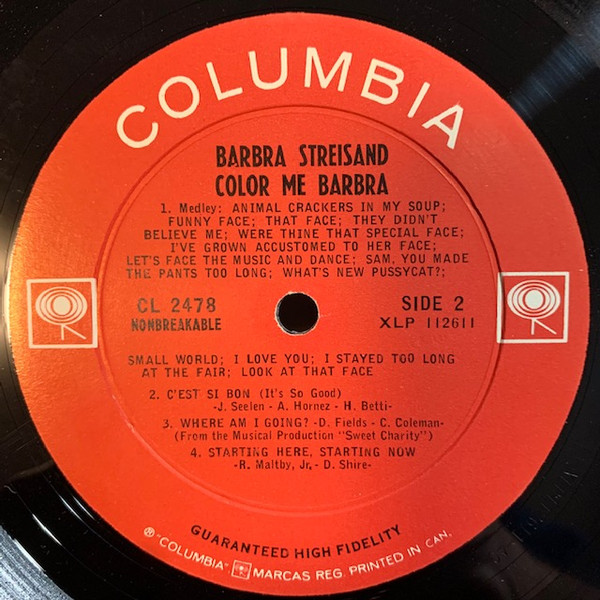 COLUMBIA
BARBRA STREISAND
COLOR ME BARBRA
1. Medley: ANIMAL CRACKERS IN MY SOUP;
FUNNY FACE; THAT FACE; THEY DIDN'T
BELIEVE ME; WERE THINE THAT SPECIAL FACE;
I'VE GROWN ACCUSTOMED TO HER FACE;
LET'S FACE THE MUSIC AND DANCE; SAM, YOU MADE
THE PANTS TOO LONG; WHAT'S NEW PUSSYCAT?;
CL 2478
NONBREAKABLE
SIDE 2
XLP 112611
SMALL WORLD; I LOVE YOU; I STAYED TOO LONG
AT THE FAIR; LOOK AT THAT FACE
2. C'EST SI BON (It's So Good)
-J. Seelen - A. Hornez - H. Betti-
3. WHERE AM I GOING? -D. Fields - C. Coleman-
(From the Musical Production "Sweet Charity")
4. STARTING HERE, STARTING NOW
-R. Maltby, Jr. - D. Shire-
GUARANTEED HIGH FIDELITY
® "COLUMBIA" MARCAS REG. PRINTED IN CAN.